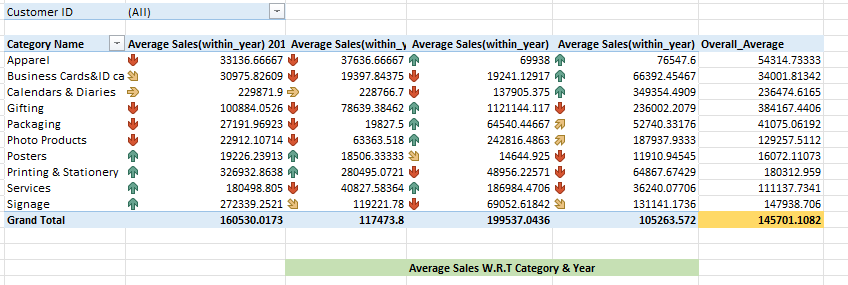 Customer ID (All)
Category Name Average Sales(within_year) 201 Average Sales(within_y Average Sales(within_year) Average Sales(within_year) Overall_Average
Apparel 33136.66667 37636.66667 69938 76547.6 54314.73333
Business Cards&ID ca 30975.82609 19397.84375 19241.12917 66392.45467 34001.81342
Calendars & Diaries 229871.9 228766.7 137905.375 349354.4909 236474.6165
Gifting 100884.0526 78639.38462 1121144.117 236002.2079 384167.4406
Packaging 27191.96923 19827.5 64540.44667 52740.33176 41075.06192
Photo Products 22912.10714 63363.518 242816.4863 187937.9333 129257.5112
Posters 19226.23913 18506.33333 14644.925 11910.94545 16072.11073
Printing & Stationery 326932.8638 280495.0721 48956.22571 64867.67429 180312.959
Services 180498.805 40827.58364 186984.4706 36240.07706 111137.7341
Signage 272339.2521 119221.78 69052.61842 131141.1736 147938.706
Grand Total 160530.0173 117473.8 199537.0436 105263.572 145701.1082
Average Sales W.R.T Category & Year